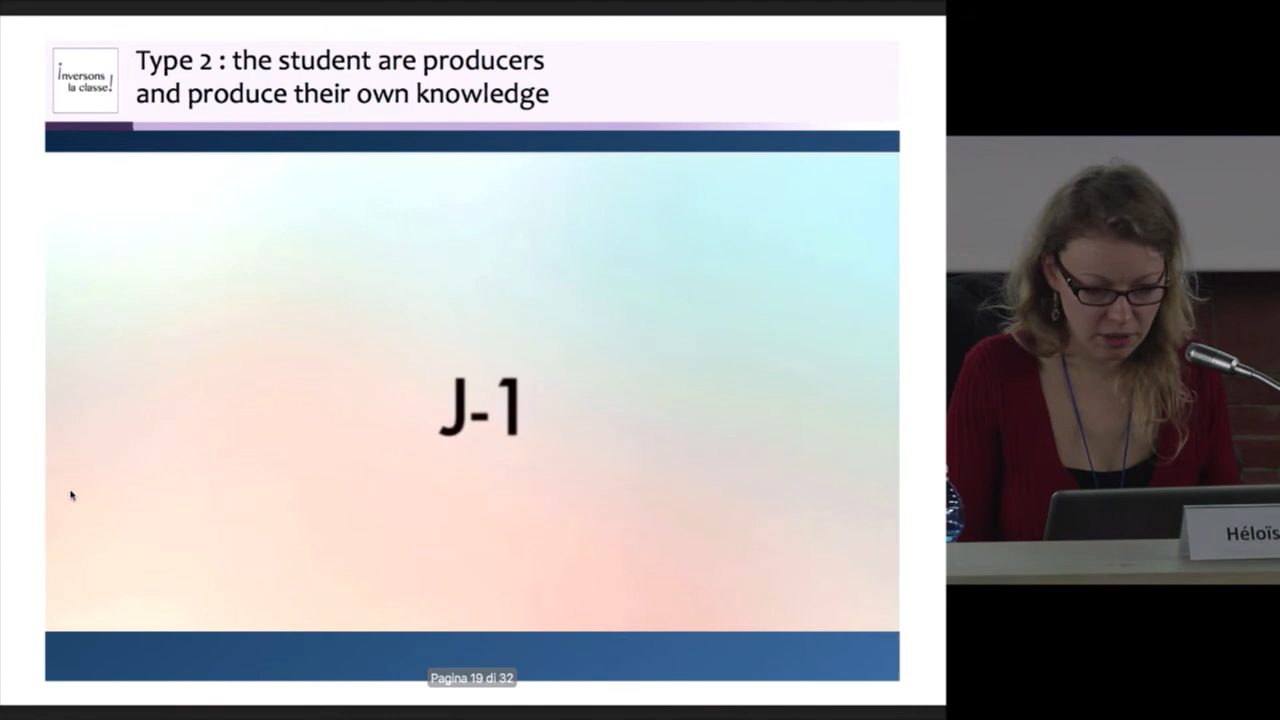 inversons
la classe!
Type 2 : the student are producers
and produce their own knowledge
J-1
Pagina 19 di 32
Héloïs